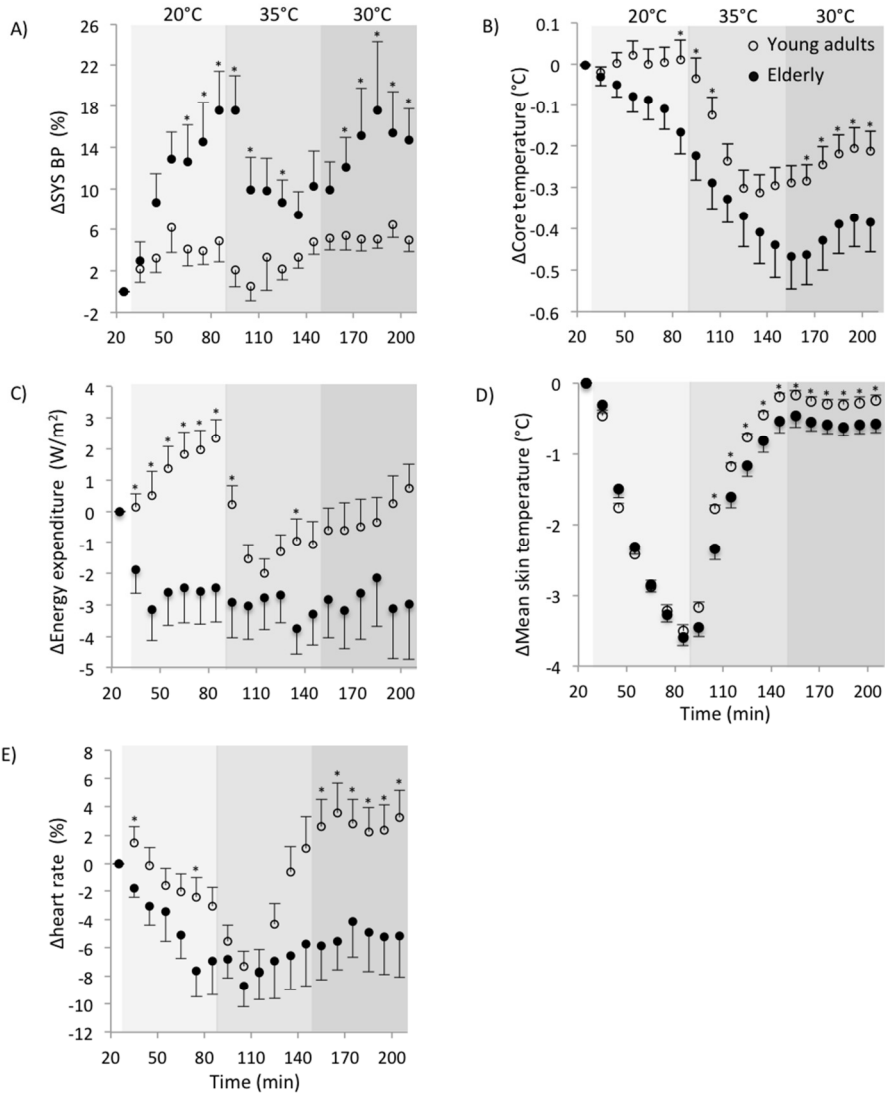 A)
20°C 35°C 30°C
ΔSYS BP (%)
26
22
18
14
10
6
2
-2
20 50 80 110 140 170 200
* * * * * * * * * * * *
B)
20°C 35°C 30°C
Young adults
Elderly
ΔCore temperature (°C)
0.1
0
-0.1
-0.2
-0.3
-0.4
-0.5
-0.6
20 50 80 110 140 170 200
* * * * * * * *
C)
ΔEnergy expenditure (W/m²)
4
3
2
1
0
-1
-2
-3
-4
-5
20 50 80 110 140 170 200
* * * * * * * *
D)
ΔMean skin temperature (°C)
0
-1
-2
-3
-4
20 50 80 110 140 170 200
Time (min)
* * * * * * * * * * *
E)
Δheart rate (%)
8
6
4
2
0
-2
-4
-6
-8
-10
-12
20 50 80 110 140 170 200
Time (min)
* * * * * * * *